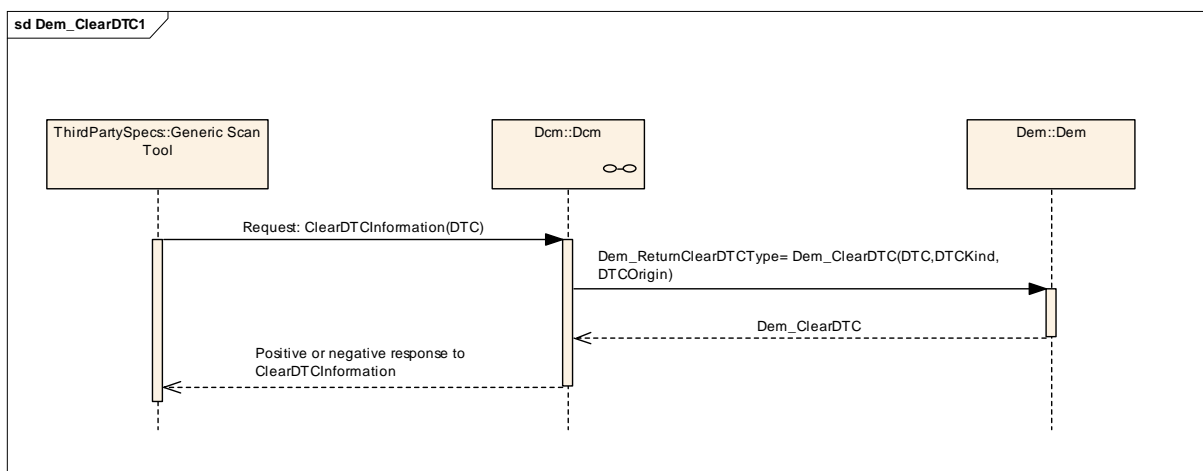 sd Dem_ClearDTC1
ThirdPartySpecs::Generic Scan
Tool
Dcm::Dcm
Dem::Dem
Request: ClearDTCInformation(DTC)
Dem_ReturnClearDTCType= Dem_ClearDTC(DTC,DTCKind,
DTCOrigin)
Dem_ClearDTC
Positive or negative response to
ClearDTCInformation